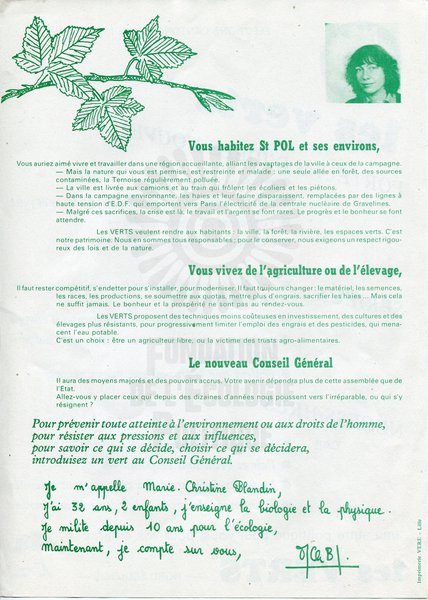 Vous habitez St POL et ses environs,
Vous auriez aimé vivre et travailler dans une région accueillante, alliant les avaptages de la ville à ceux de la campagne.
— Mais la nature qui vous est permise, est restreinte et malade : une seule allée en forêt, des sources
contaminées, la Ternoise régulièrement polluée.
— La ville est livrée aux camions et au train qui frôlent les écoliers et les piétons.
— Dans la campagne environnante, les haies et leur faune disparaissent, remplacées par des lignes à
haute tension d'E.D.F. qui emportent vers Paris l'électricité de la centrale nucléaire de Gravelines.
— Malgré ces sacrifices, la crise est là, le travail et l'argent se font rares. Le progrès et le bonheur se font
attendre.
Les VERTS veulent rendre aux habitants : la ville, la forêt, la rivière, les espaces verts. C'est
notre patrimoine. Nous en sommes tous responsables ; pour le conserver, nous exigeons un respect rigou-
reux des lois et de la nature.
Vous vivez de l'agriculture ou de l'élevage,
Il faut rester compétitif, s'endetter pour s'installer, pour moderniser. Il faut toujours changer : le matériel, les semences,
les races, les productions, se soumettre aux quotas, mettre plus d'engrais, sacrifier les haies ... Mais cela
ne suffit jamais. Le bonheur et la prospérité ne sont pas au rendez-vous.
Les VERTS proposent des techniques moins coûteuses en investissement, des cultures et des
élevages plus résistants, pour progressivement limiter l'emploi des engrais et des pesticides, qui mena-
cent l'eau potable.
C'est un choix : être un agriculteur libre, ou la victime des trusts agro-alimentaires.
Le nouveau Conseil Général
Il aura des moyens majorés et des pouvoirs accrus. Votre avenir dépendra plus de cette assemblée que de
l'Etat.
Allez-vous y placer ceux qui depuis des dizaines d'années nous poussent vers l'irréparable, ou qui s'y
résignent ?
Pour prévenir toute atteinte à l'environnement ou aux droits de l'homme,
pour résister aux pressions et aux influences,
pour savoir ce qui se décide, choisir ce qui se décidera,
introduisez un vert au Conseil Général.
Je m'appelle Marie-Christine Blandin,
J'ai 32 ans, 2 enfants, j'enseigne la biologie et la physique.
Je milite depuis 10 ans pour l'écologie,
Maintenant, je compte sur vous,
Imprimerie VERE - Lille